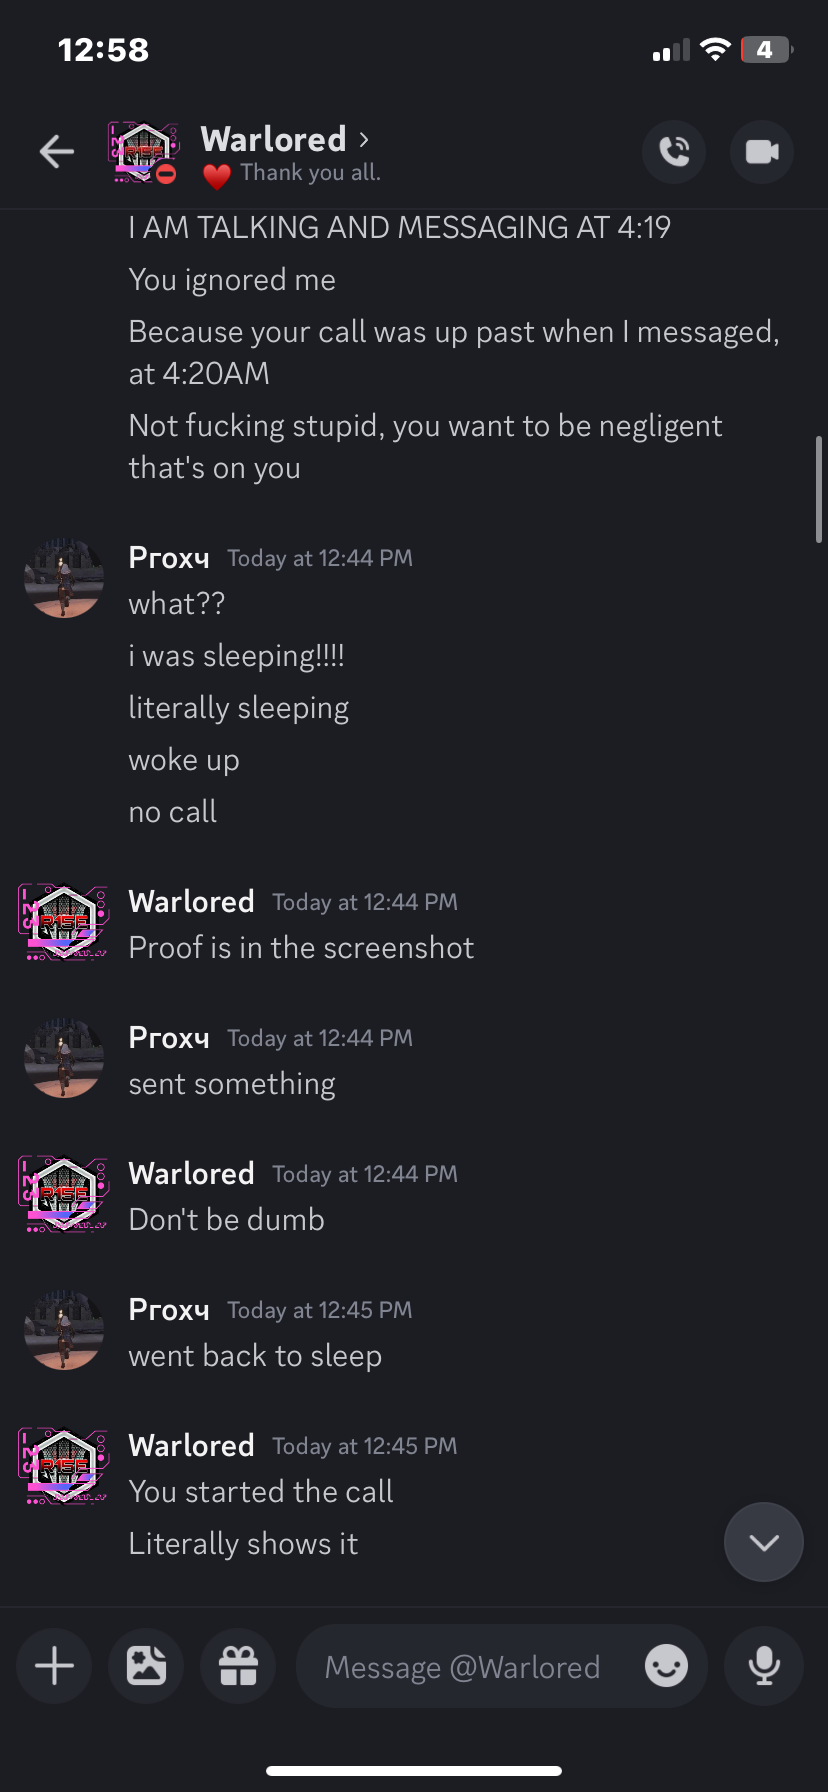 12:58
4
Warlored
Thank you all.
I AM TALKING AND MESSAGING AT 4:19
You ignored me
Because your call was up past when I messaged,
at 4:20AM
Not fucking stupid, you want to be negligent
that's on you
Proxч Today at 12:44 PM
what??
i was sleeping!!!!
literally sleeping
woke up
no call
Warlored Today at 12:44 PM
Proof is in the screenshot
Proxч Today at 12:44 PM
sent something
Warlored Today at 12:44 PM
Don't be dumb
Proxч Today at 12:45 PM
went back to sleep
Warlored Today at 12:45 PM
You started the call
Literally shows it
Message @Warlored